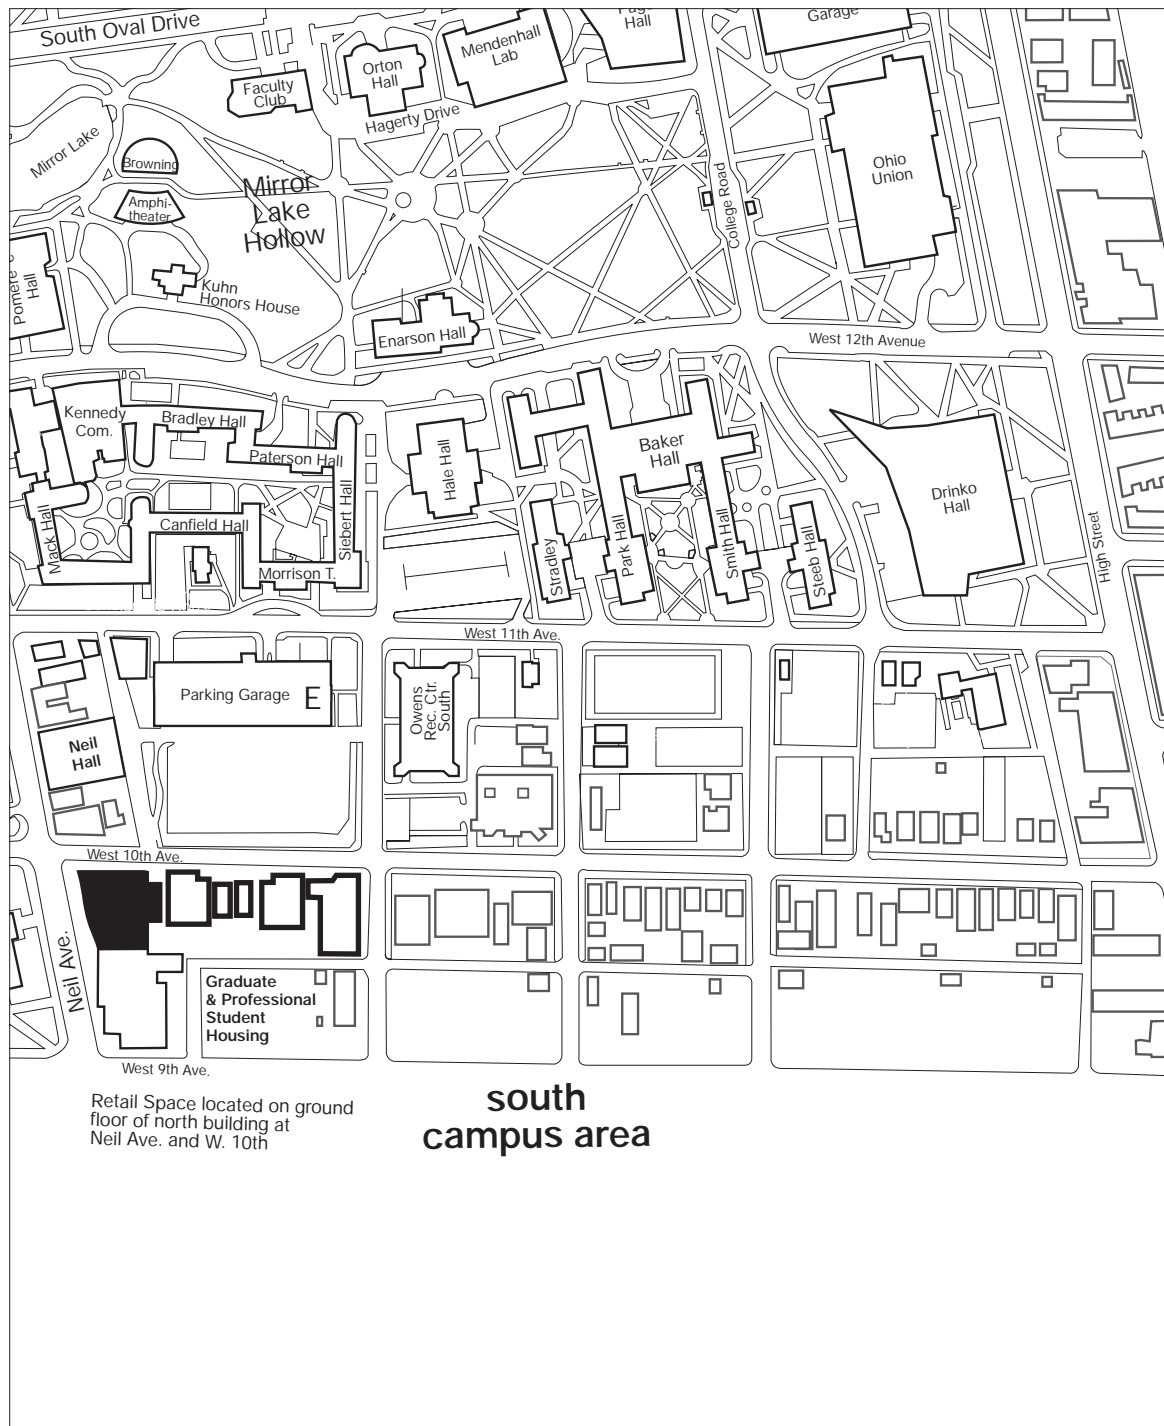 South Oval Drive
Hall
Garage
Mendenhall
Lab
Orton
Hall
Faculty
Club
Hagerty Drive
Mirror Lake
Browning
Amphi-
theater
Mirror
Lake
Hollow
College Road
Ohio
Union
Hall
Kuhn
Honors House
Enarson Hall
West 12th Avenue
Kennedy
Com.
Bradley Hall
Paterson Hall
Siebert Hall
Hale Hall
Baker
Hall
Drinko
Hall
Mack Hall
Canfield Hall
Morrison T.
Stradley
Park Hall
Smith Hall
Steeb Hall
High Street
West 11th Ave.
Parking Garage
E
Owens
Rec. Ctr.
South
Neil
Hall
West 10th Ave.
Neil Ave.
Graduate
& Professional
Student
Housing
West 9th Ave.
Retail Space located on ground
floor of north building at
Neil Ave. and W. 10th
south
campus area